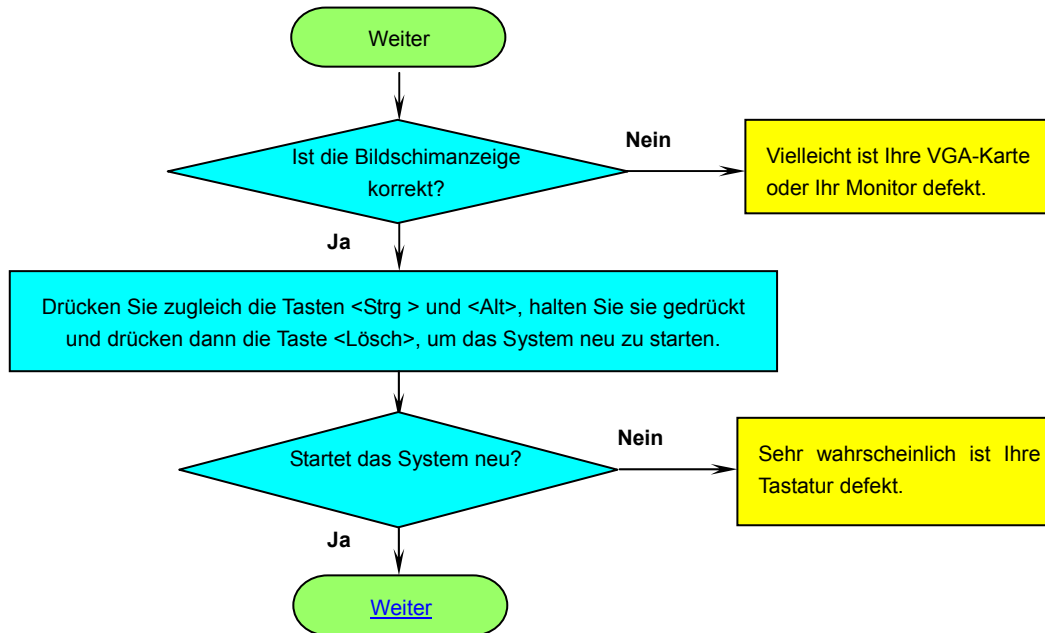 Weiter
Ist die Bildschimanzeige
korrekt?
Nein
Vielleicht ist Ihre VGA-Karte
oder Ihr Monitor defekt.
Ja
Drücken Sie zugleich die Tasten <Strg > und <Alt>, halten Sie sie gedrückt
und drücken dann die Taste <Lösch>, um das System neu zu starten.
Startet das System neu?
Nein
Sehr wahrscheinlich ist Ihre
Tastatur defekt.
Ja
Weiter